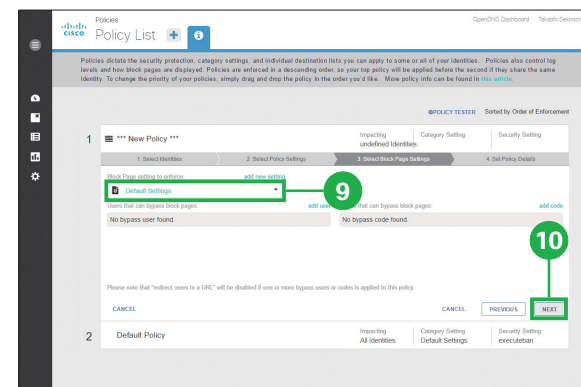 Policies
OpenDNS Dashboard Takashi Sekimoto
CISCO Policy List
Policies dictate the security protection, category settings, and individual destination lists you can apply to some or all of your identities. Policies also control log
levels and how block pages are displayed. Policies are enforced in a descending order, so your top policy will be applied before the second if they share the same
identity. To change the priority of your policies, simply drag and drop the policy in the order you'd like. More policy info can be found in this article.
POLICY TESTER Sorted by Order of Enforcement
1 *** New Policy *** Impacting undefined Identities Category Setting Security Setting
1. Select Identities 2. Select Policy Settings 3. Select Block Page Settings 4. Set Policy Details
Block Page setting to enforce: add new setting
Default Settings 9
Users that can bypass block pages: add user that can bypass block pages: add code
No bypass user found. No bypass code found.
10
Please note that "redirect users to a URL" will be disabled if one or more bypass users or codes is applied to this policy.
CANCEL CANCEL PREVIOUS NEXT
2 Default Policy Impacting All Identities Category Setting Default Settings Security Setting executeban